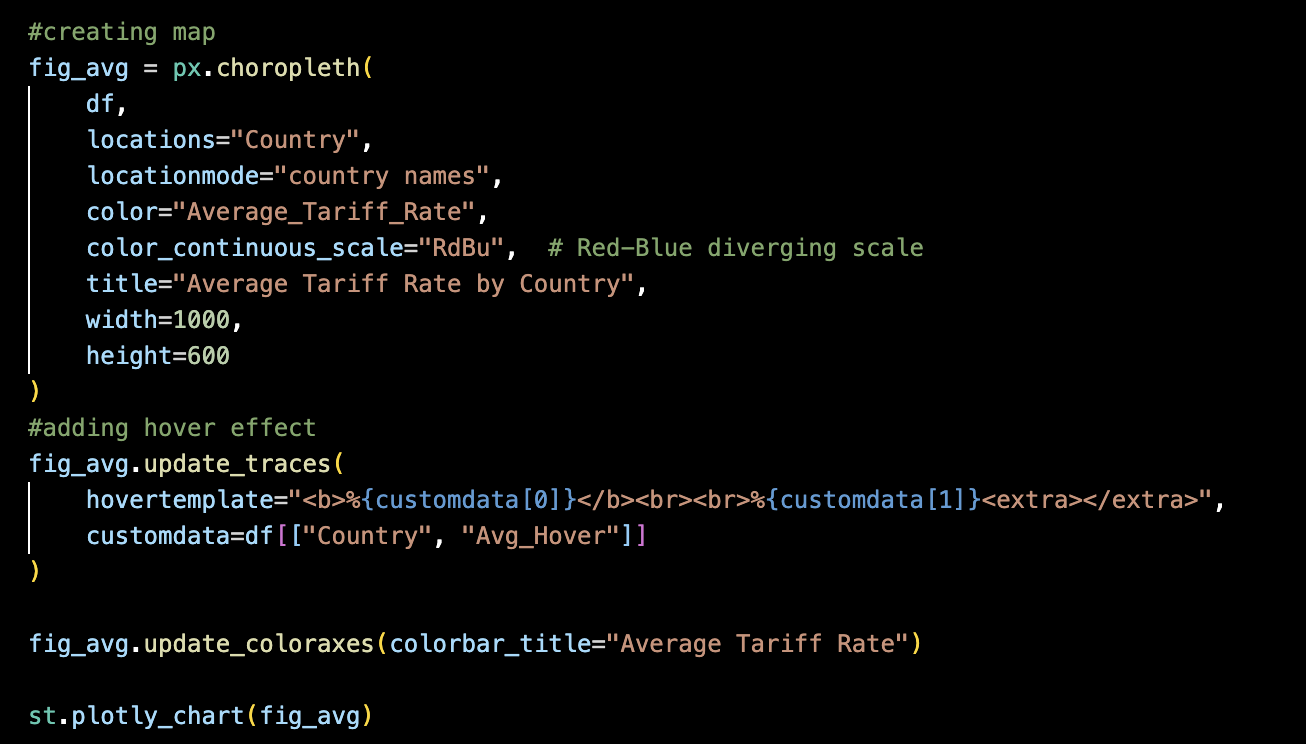 #creating map
fig_avg = px.choropleth(
    df,
    locations="Country",
    locationmode="country names",
    color="Average_Tariff_Rate",
    color_continuous_scale="RdBu",  # Red-Blue diverging scale
    title="Average Tariff Rate by Country",
    width=1000,
    height=600
)
#adding hover effect
fig_avg.update_traces(
    hovertemplate="<b>%{customdata[0]}</b><br><br>%{customdata[1]}<extra></extra>",
    customdata=df[["Country", "Avg_Hover"]]
)
fig_avg.update_coloraxes(colorbar_title="Average Tariff Rate")
st.plotly_chart(fig_avg)